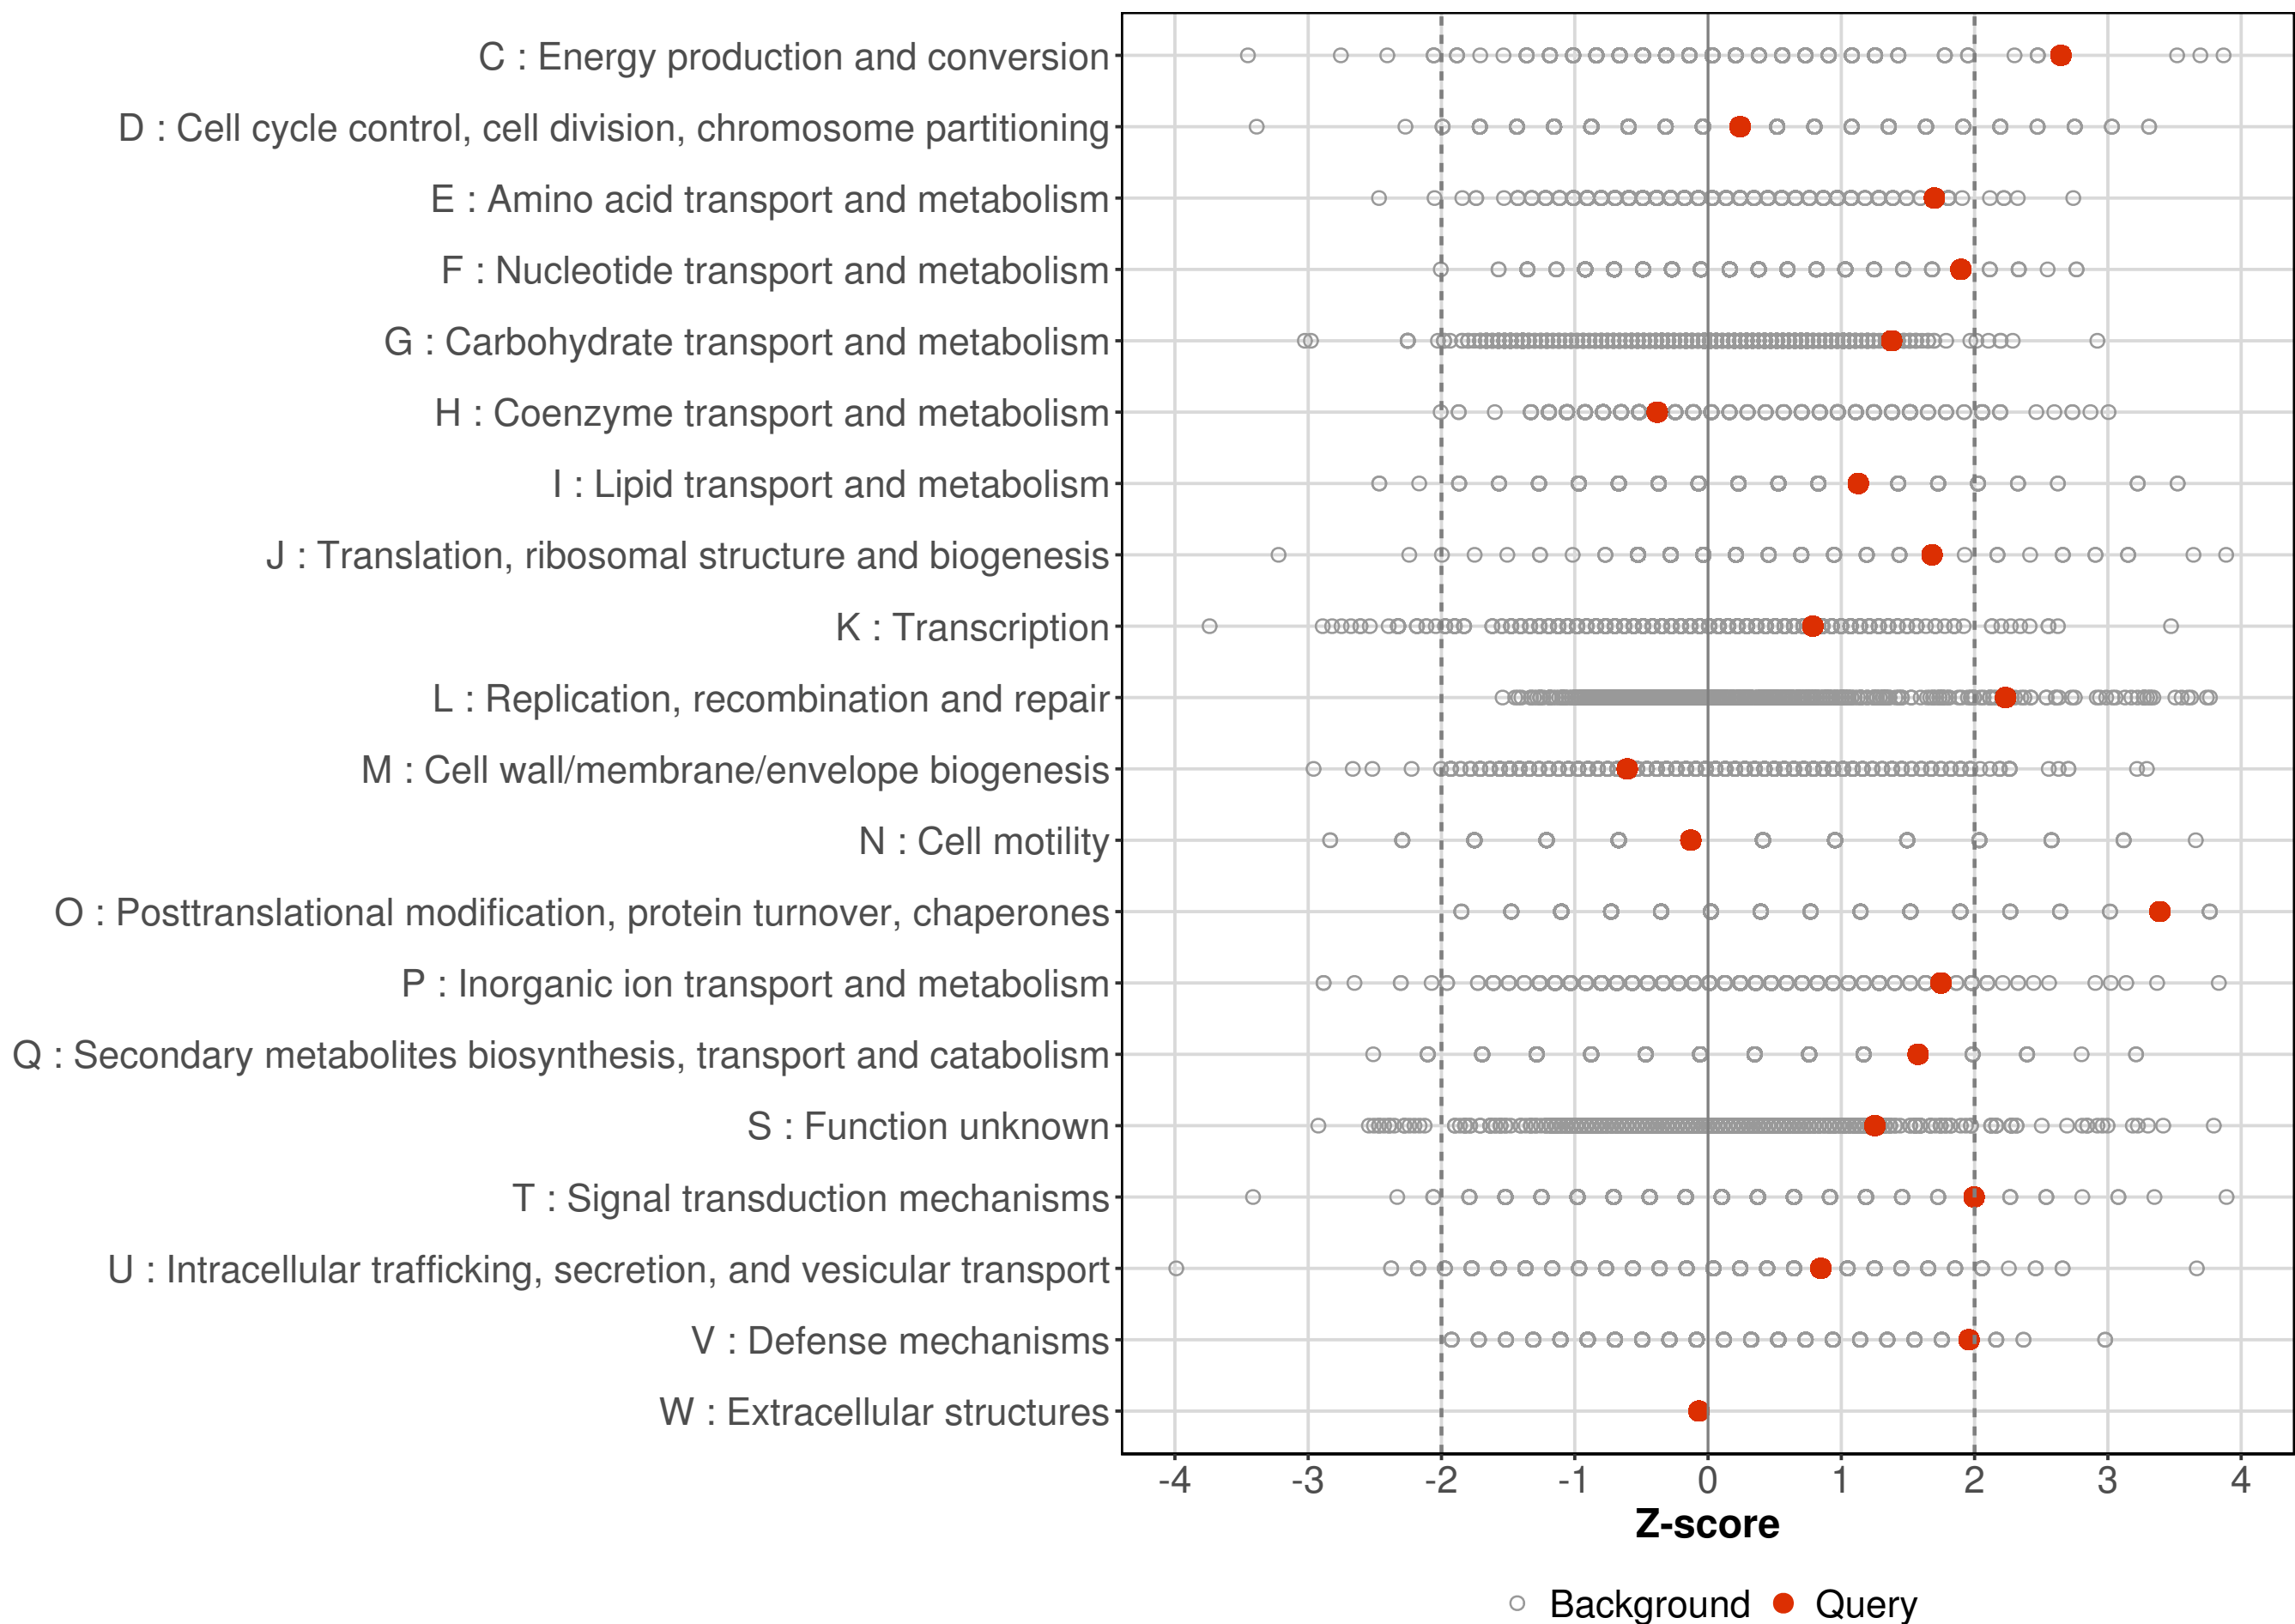 C : Energy production and conversion
D : Cell cycle control, cell division, chromosome partitioning
E : Amino acid transport and metabolism
F : Nucleotide transport and metabolism
G : Carbohydrate transport and metabolism
H : Coenzyme transport and metabolism
I : Lipid transport and metabolism
J : Translation, ribosomal structure and biogenesis
K : Transcription
L : Replication, recombination and repair
M : Cell wall/membrane/envelope biogenesis
N : Cell motility
O : Posttranslational modification, protein turnover, chaperones
P : Inorganic ion transport and metabolism
Q : Secondary metabolites biosynthesis, transport and catabolism
S : Function unknown
T : Signal transduction mechanisms
U : Intracellular trafficking, secretion, and vesicular transport
V : Defense mechanisms
W : Extracellular structures
-4 -3 -2 -1 0 1 2 3 4
Z-score
Background Query